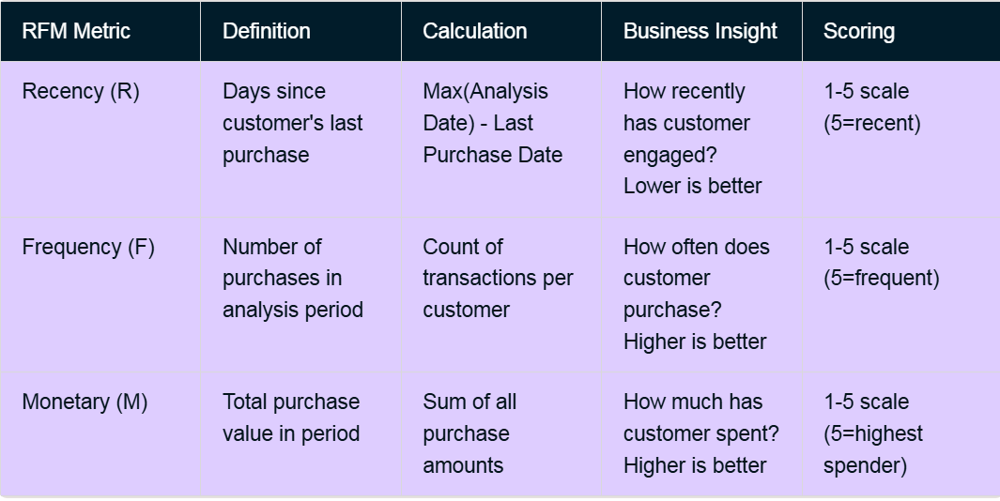 RFM Metric Definition Calculation Business Insight Scoring
Recency (R)
Days since
customer's last
purchase
Max(Analysis
Date) - Last
Purchase Date
How recently
has customer
engaged?
Lower is better
1-5 scale
(5=recent)
Frequency (F)
Number of
purchases in
analysis period
Count of
transactions per
customer
How often does
customer
purchase?
Higher is better
1-5 scale
(5=frequent)
Monetary (M)
Total purchase
value in period
Sum of all
purchase
amounts
How much has
customer spent?
Higher is better
1-5 scale
(5=highest
spender)